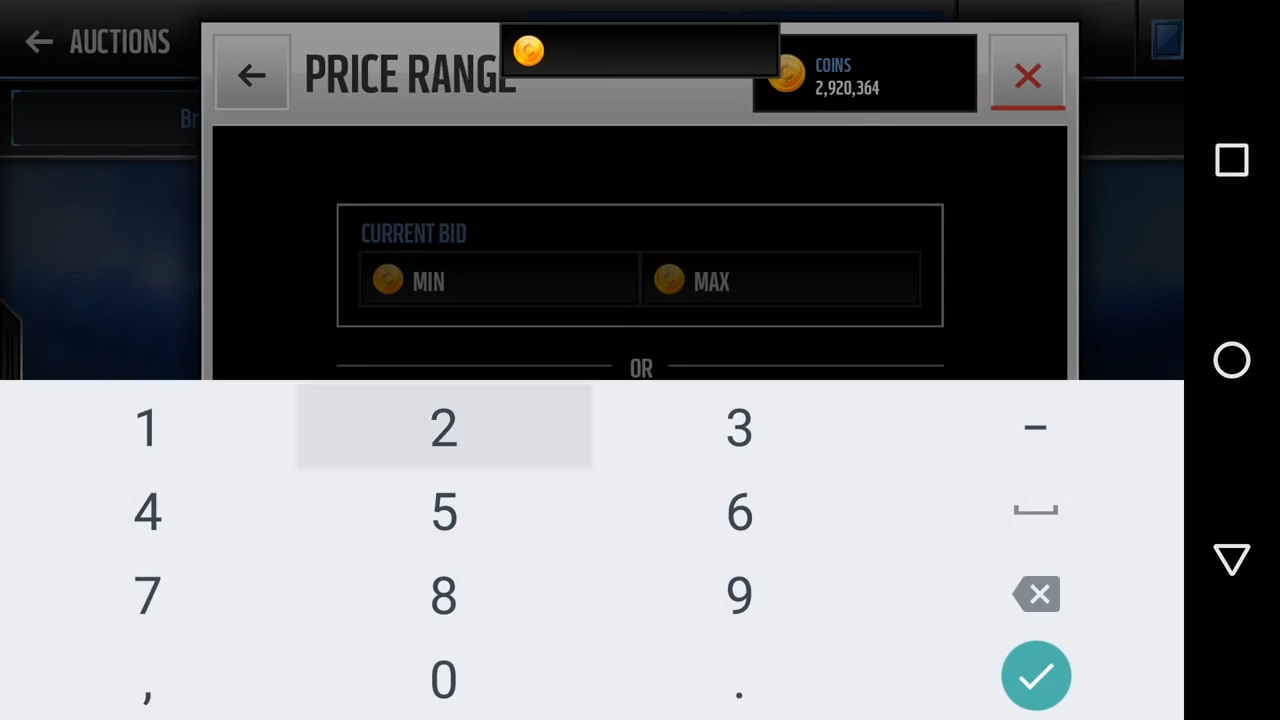 AUCTIONS
PRICE RANGE
COINS
2,920,364
Br
CURRENT BID
MIN
MAX
OR
1 2 3 –
4 5 6
7 8 9
, 0 .